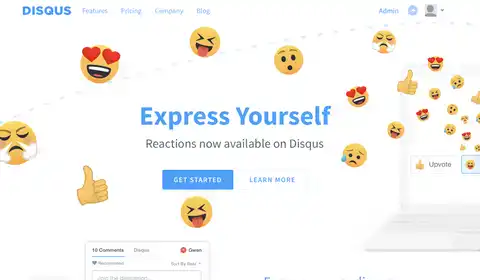 DISQUS Features Pricing Company Blog Admin
Express Yourself
Reactions now available on Disqus
Upvote
GET STARTED LEARN MORE
10 Comments Disqus Gwen
Recommend Sort By Best
Join the discussion...